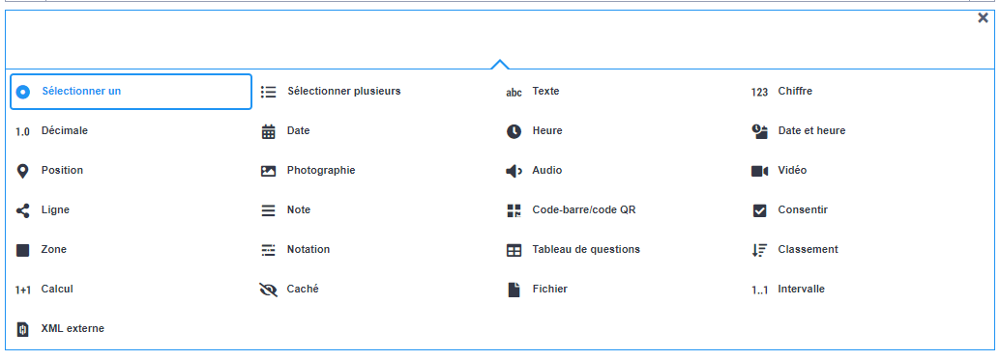 Sélectionner un
Sélectionner plusieurs
abc Texte
123 Chiffre
1.0 Décimale
Date
Heure
Date et heure
Position
Photographie
Audio
Vidéo
Ligne
Note
Code-barre/code QR
Consentir
Zone
Notation
Tableau de questions
Classement
1+1 Calcul
Caché
Fichier
1..1 Intervalle
XML externe